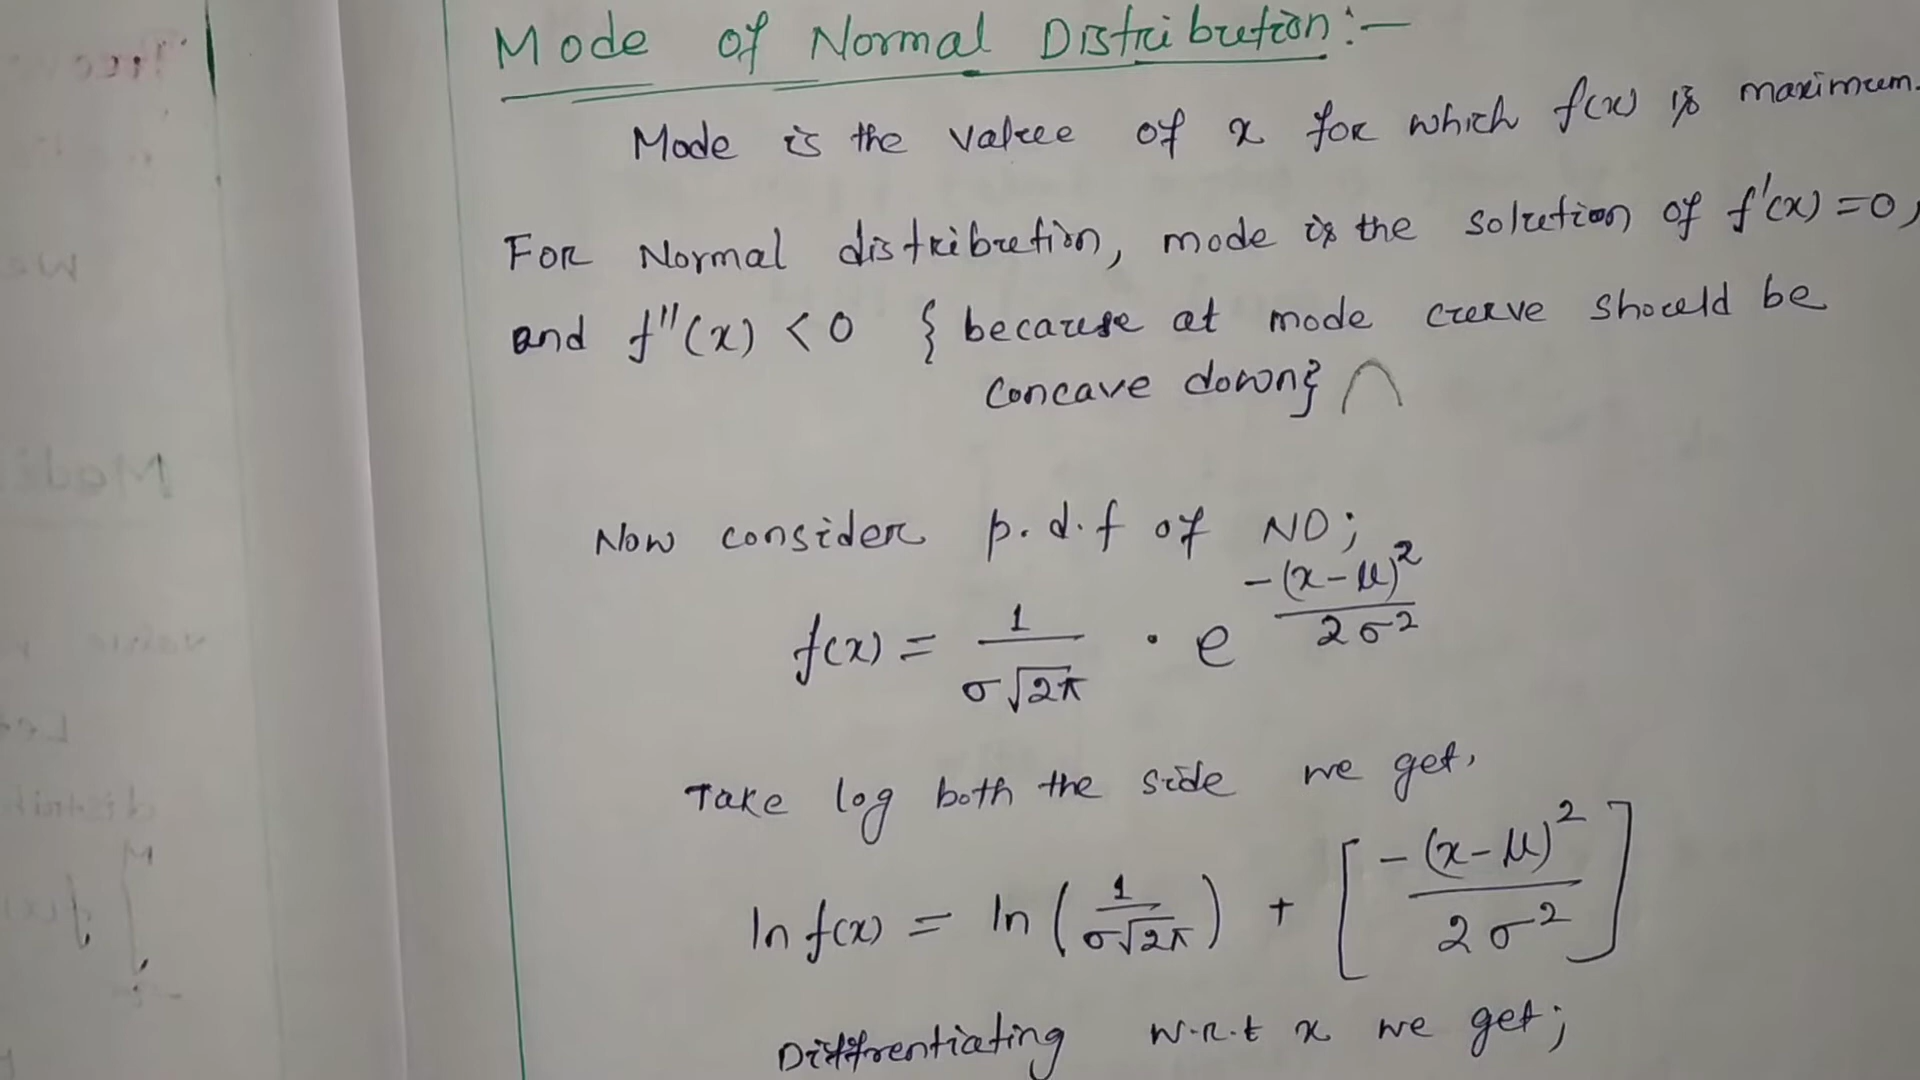 Mode of Normal Distribution:-
Mode is the value of x for which f(x) is maximum.
For Normal distribution, mode is the solution of f'(x) = 0,
and f''(x) < 0 { because at mode curve should be
concave down}
Now consider p.d.f of ND;
f(x) = 1/(σ√2π) · e^(-(x-μ)²/2σ²)
Take log both the side we get,
ln f(x) = ln (1/(σ√2π)) + [-(x-μ)²/2σ²]
Differentiating w.r.t x we get;